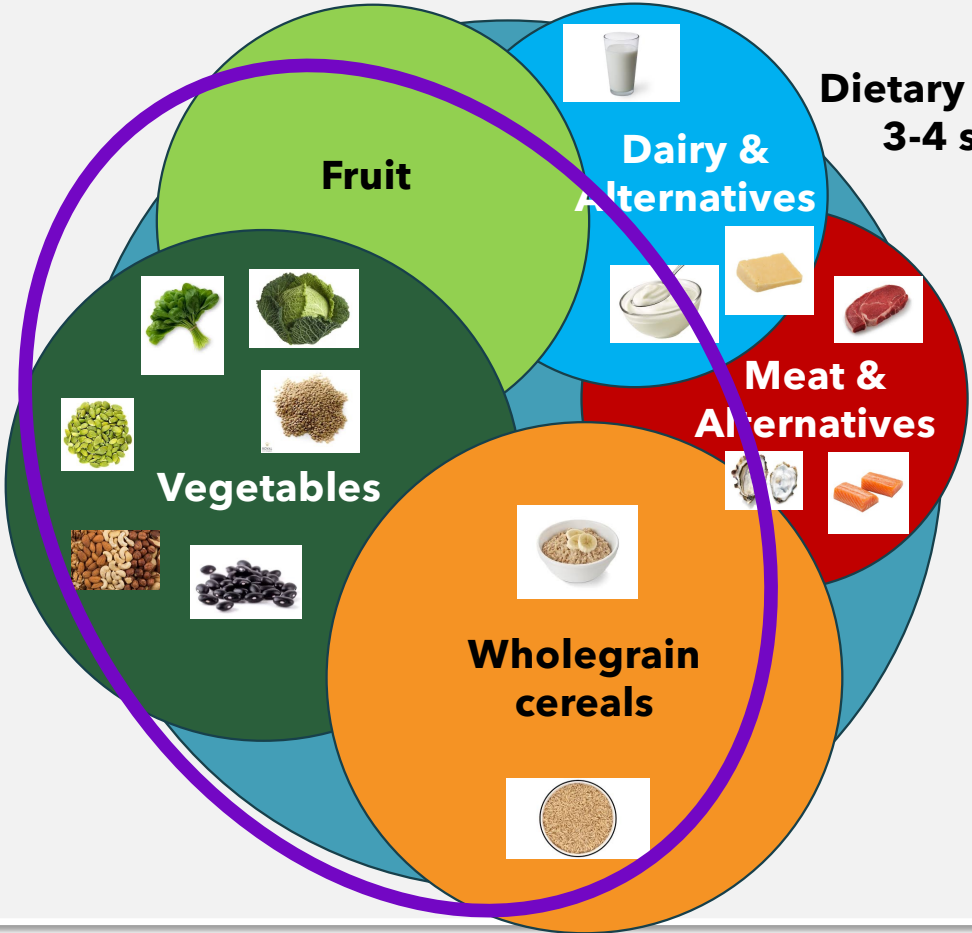 Dietary
3-4 s
Fruit
Dairy &
Alternatives
Meat &
Alternatives
Vegetables
Wholegrain
cereals